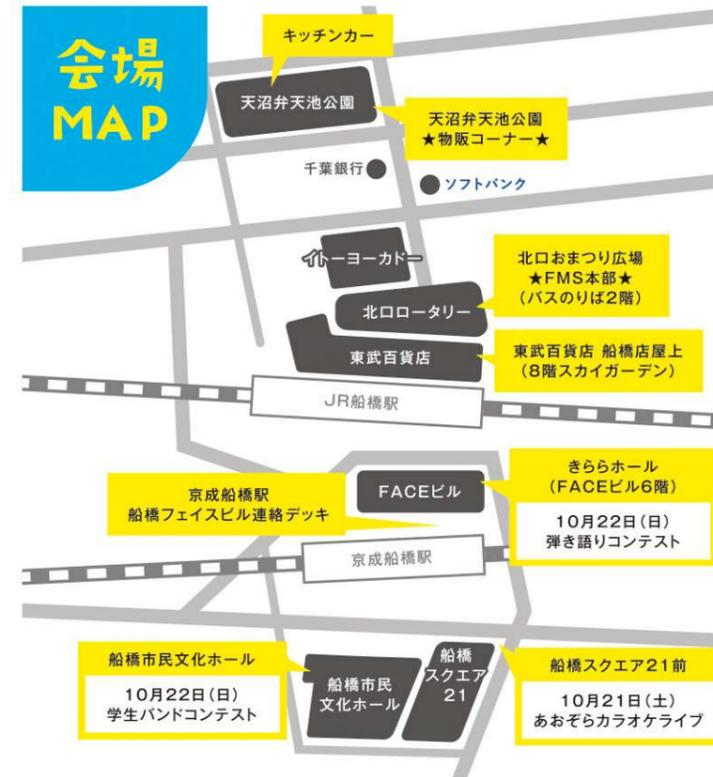 会場
MAP
キッチンカー
天沼弁天池公園
天沼弁天池公園
★物販コーナー★
千葉銀行
ソフトバンク
イトーヨーカドー
北口おまつり広場
★FMS本部★
(バスのりば2階)
北口ロータリー
東武百貨店
東武百貨店 船橋店屋上
(8階スカイガーデン)
JR船橋駅
きららホール
(FACEビル6階)
10月22日(日)
弾き語りコンテスト
FACEビル
京成船橋駅
船橋フェイスビル連絡デッキ
京成船橋駅
船橋市民文化ホール
10月22日(日)
学生バンドコンテスト
船橋市民
文化ホール
船橋
スクエア
21
船橋スクエア21前
10月21日(土)
あおぞらカラオケライブ